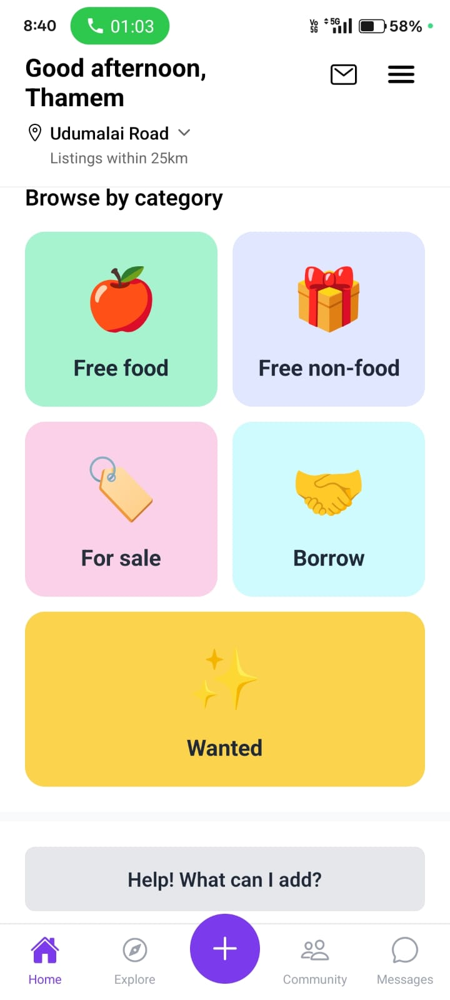 8:40
01:03
Vo
5G
5G
58%
Good afternoon,
Thamem
Udumalai Road
Listings within 25km
Browse by category
Free food
Free non-food
For sale
Borrow
Wanted
Help! What can I add?
Home
Explore
Community
Messages